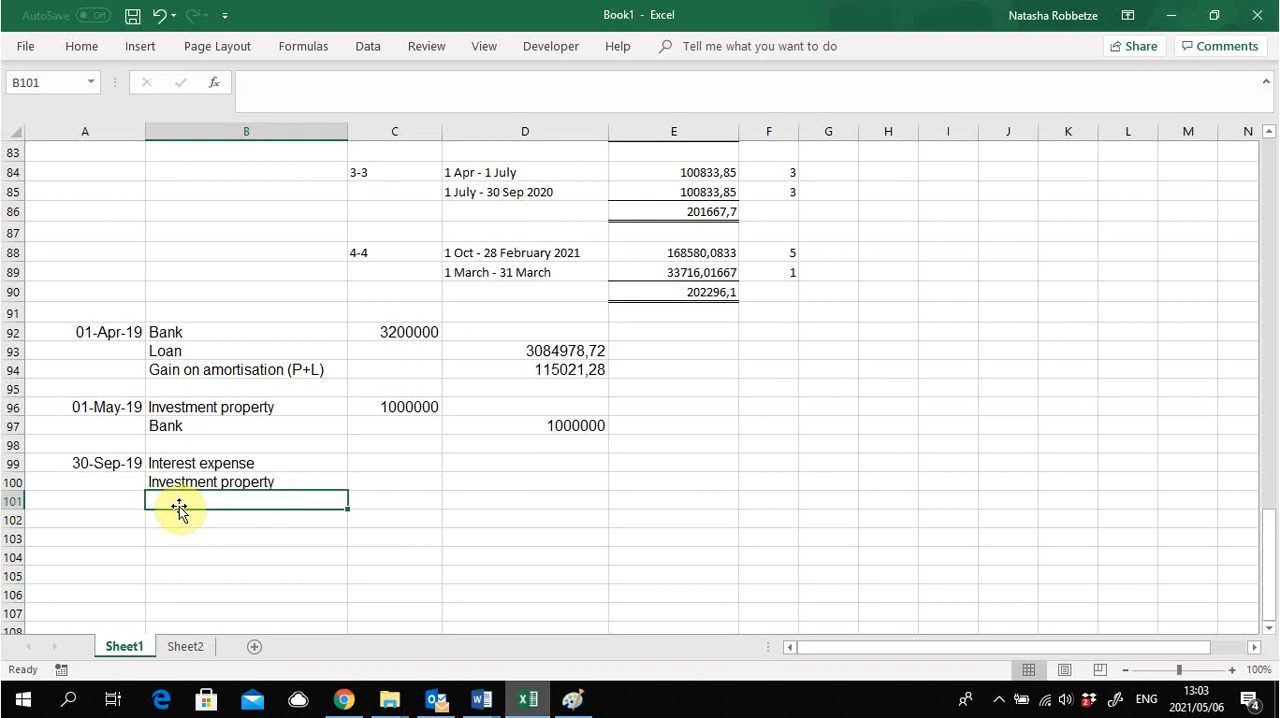 AutoSave Off Book1 - Excel Natasha Robbetze
File Home Insert Page Layout Formulas Data Review View Developer Help Tell me what you want to do Share Comments
B101 fx
A B C D E F G H I J K L M N
83
84 3-3 1 Apr - 1 July 100833,85 3
85 1 July - 30 Sep 2020 100833,85 3
86 201667,7
87
88 4-4 1 Oct - 28 February 2021 168580,0833 5
89 1 March - 31 March 33716,01667 1
90 202296,1
91
92 01-Apr-19 Bank 3200000
93 Loan 3084978,72
94 Gain on amortisation (P+L) 115021,28
95
96 01-May-19 Investment property 1000000
97 Bank 1000000
98
99 30-Sep-19 Interest expense
100 Investment property
101
102
103
104
105
106
107
108
Sheet1 Sheet2
Ready 100%
ENG 13:03
2021/05/06 4